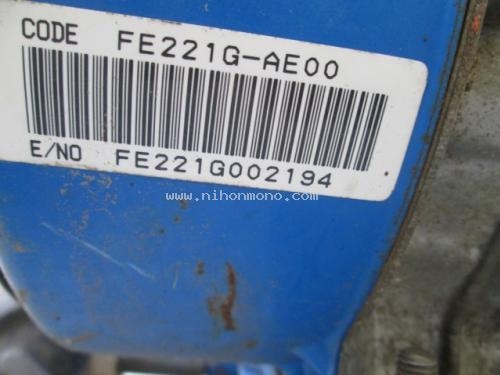 CODE FE221G-AE00
E/NO FE221G002194
www.nihonmono.com